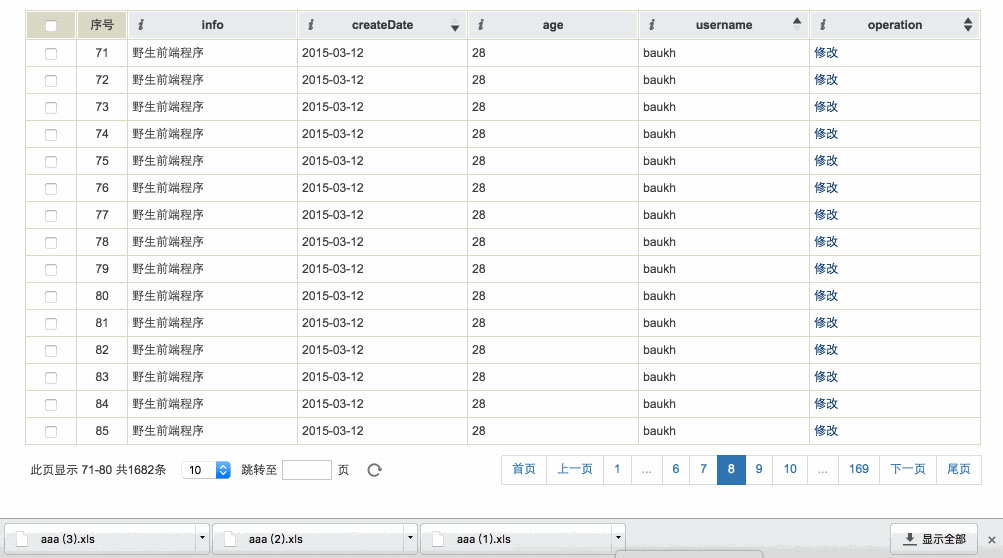 序号 i info i createDate i age i username i operation
71 野生前端程序 2015-03-12 28 baukh 修改
72 野生前端程序 2015-03-12 28 baukh 修改
73 野生前端程序 2015-03-12 28 baukh 修改
74 野生前端程序 2015-03-12 28 baukh 修改
75 野生前端程序 2015-03-12 28 baukh 修改
76 野生前端程序 2015-03-12 28 baukh 修改
77 野生前端程序 2015-03-12 28 baukh 修改
78 野生前端程序 2015-03-12 28 baukh 修改
79 野生前端程序 2015-03-12 28 baukh 修改
80 野生前端程序 2015-03-12 28 baukh 修改
81 野生前端程序 2015-03-12 28 baukh 修改
82 野生前端程序 2015-03-12 28 baukh 修改
83 野生前端程序 2015-03-12 28 baukh 修改
84 野生前端程序 2015-03-12 28 baukh 修改
85 野生前端程序 2015-03-12 28 baukh 修改
此页显示 71-80 共1682条 10 跳转至 页 首页 上一页 1 ... 6 7 8 9 10 ... 169 下一页 尾页
aaa (3).xls aaa (2).xls aaa (1).xls 显示全部